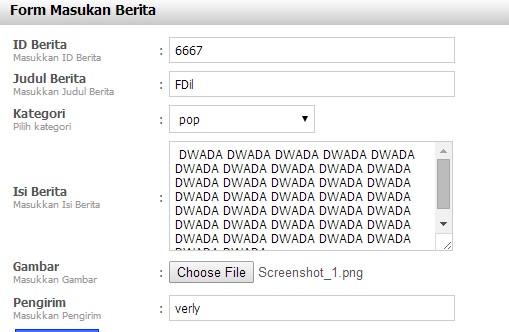 Form Masukan Berita
ID Berita
Masukkan ID Berita
:
6667
Judul Berita
Masukkan Judul Berita
:
FDil
Kategori
Pilih kategori
:
pop
Isi Berita
Masukkan Isi Berita
:
DWADA DWADA DWADA DWADA DWADA
DWADA DWADA DWADA DWADA DWADA
DWADA DWADA DWADA DWADA DWADA
DWADA DWADA DWADA DWADA DWADA
DWADA DWADA DWADA DWADA DWADA
DWADA DWADA DWADA DWADA DWADA
DWADA DWADA DWADA DWADA DWADA
Gambar
Masukkan Gambar
:
Choose File Screenshot_1.png
Pengirim
Masukkan Pengirim
:
verly